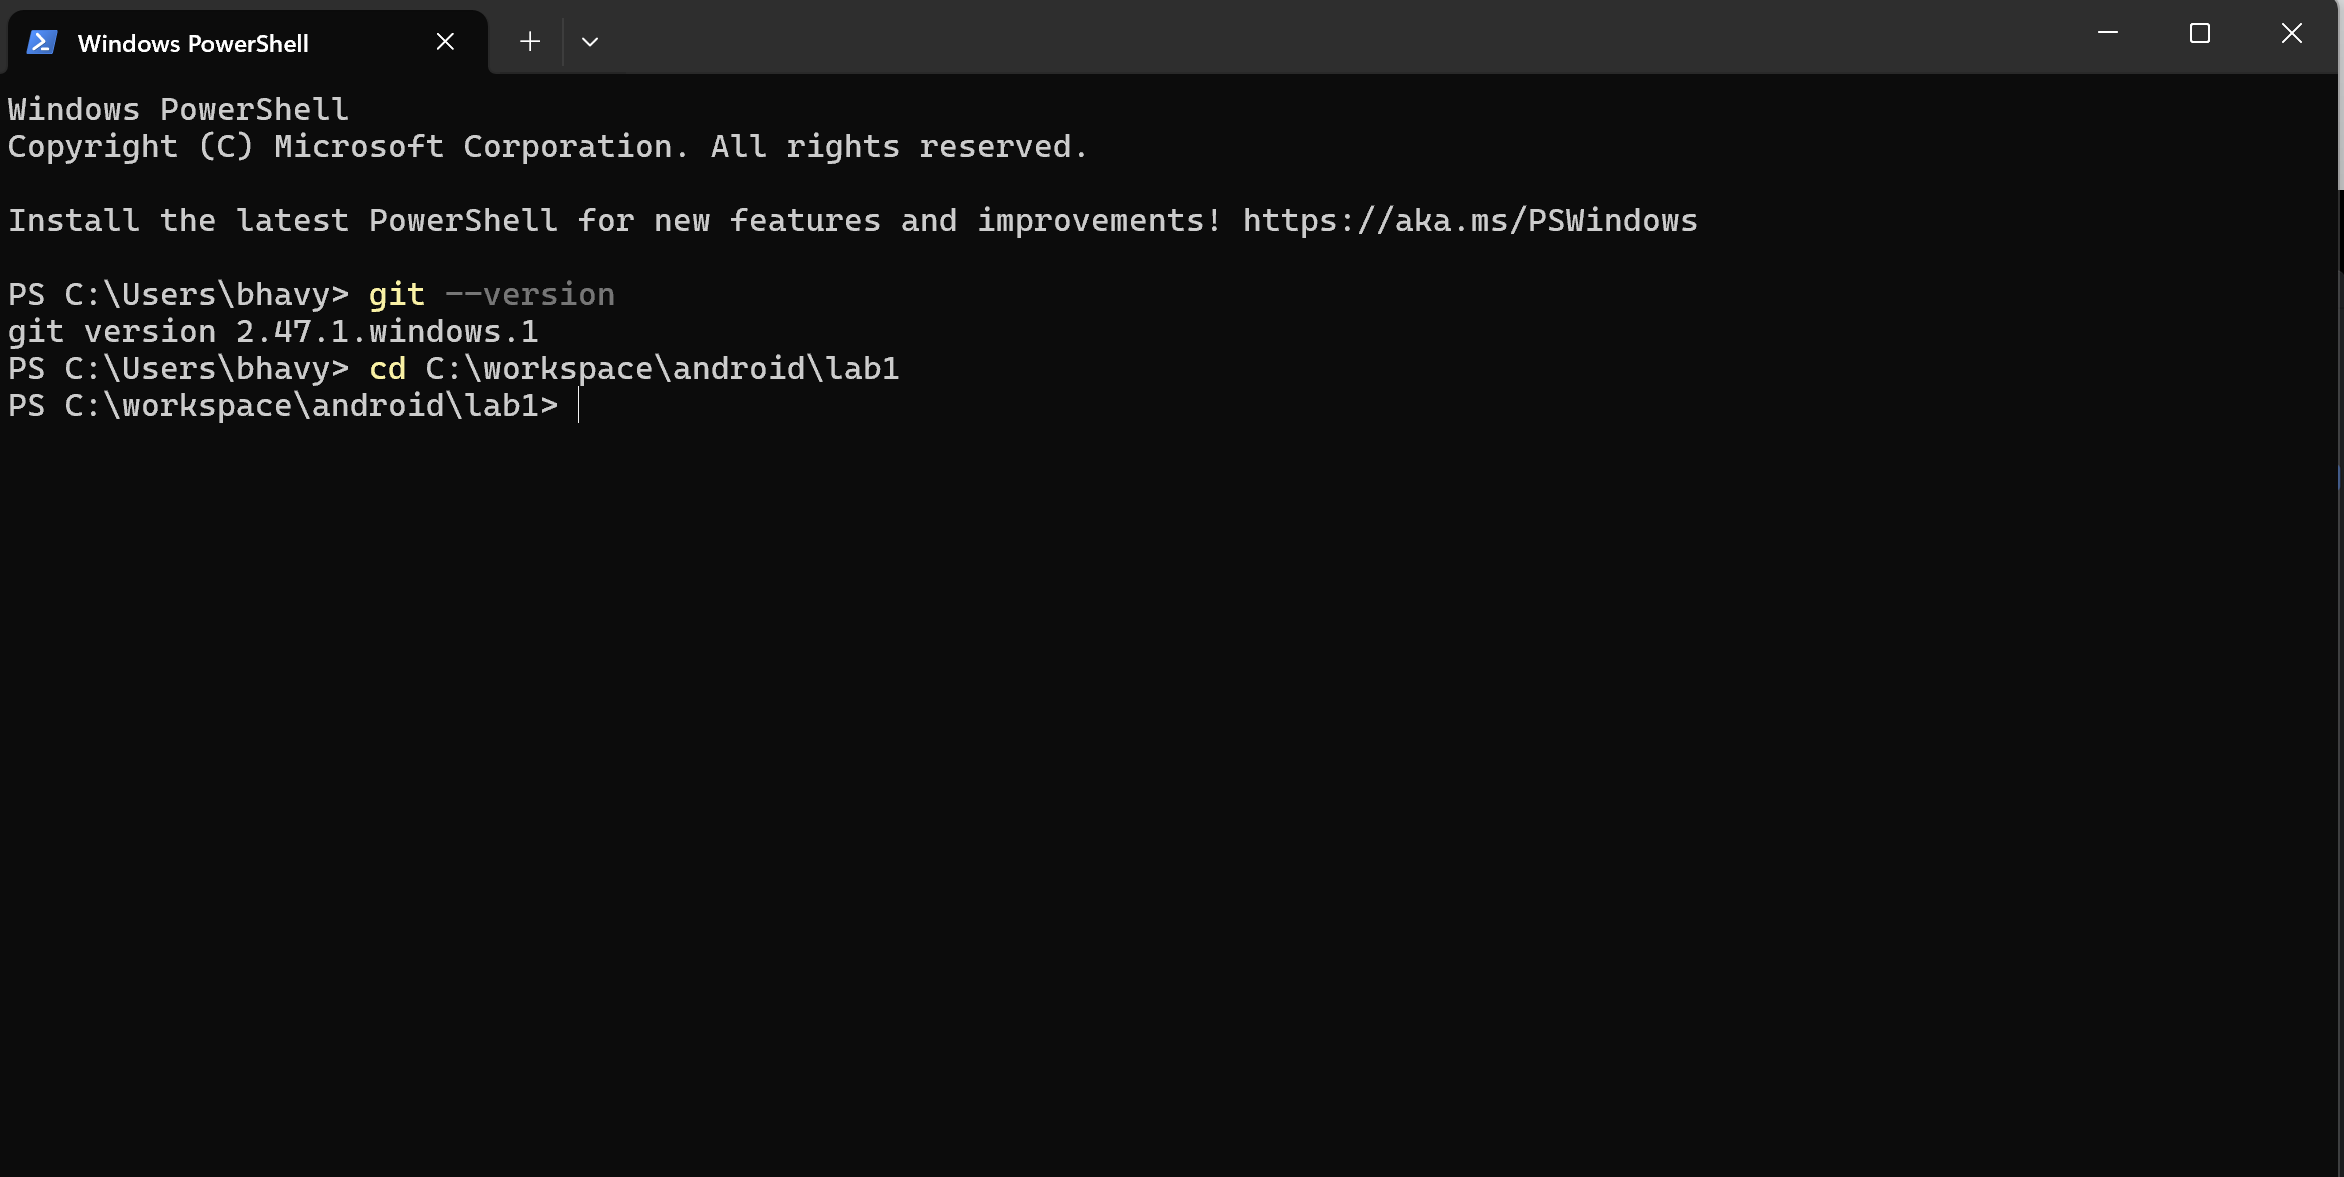 Windows PowerShell
Windows PowerShell
Copyright (C) Microsoft Corporation. All rights reserved.
Install the latest PowerShell for new features and improvements! https://aka.ms/PSWindows
PS C:\Users\bhavy> git --version
git version 2.47.1.windows.1
PS C:\Users\bhavy> cd C:\workspace\android\lab1
PS C:\workspace\android\lab1>